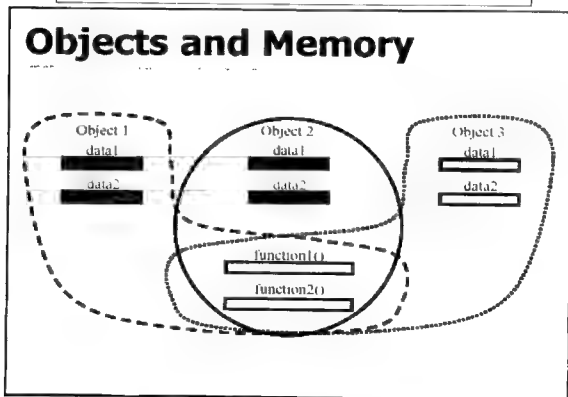 Objects and Memory
Object 1 Object 2 Object 3
data1 data1 data1
data2 data2 data2
function1()
function2()